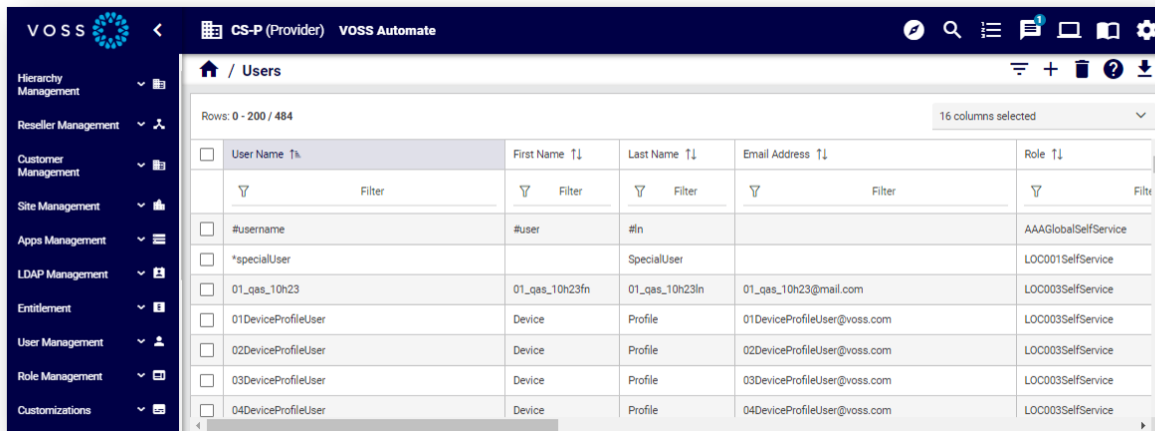 VOSS
CS-P (Provider) VOSS Automate
1
Hierarchy
Management
Reseller Management
Customer
Management
Site Management
Apps Management
LDAP Management
Entitlement
User Management
Role Management
Customizations
/ Users
Rows: 0 - 200 / 484
16 columns selected
User Name First Name Last Name Email Address Role
Filter Filter Filter Filter Filte
#username #user #ln AAAGlobalSelfService
*specialUser SpecialUser LOC001SelfService
01_qas_10h23 01_qas_10h23fn 01_qas_10h23ln 01_qas_10h23@mail.com LOC003SelfService
01DeviceProfileUser Device Profile 01DeviceProfileUser@voss.com LOC003SelfService
02DeviceProfileUser Device Profile 02DeviceProfileUser@voss.com LOC003SelfService
03DeviceProfileUser Device Profile 03DeviceProfileUser@voss.com LOC003SelfService
04DeviceProfileUser Device Profile 04DeviceProfileUser@voss.com LOC003SelfService